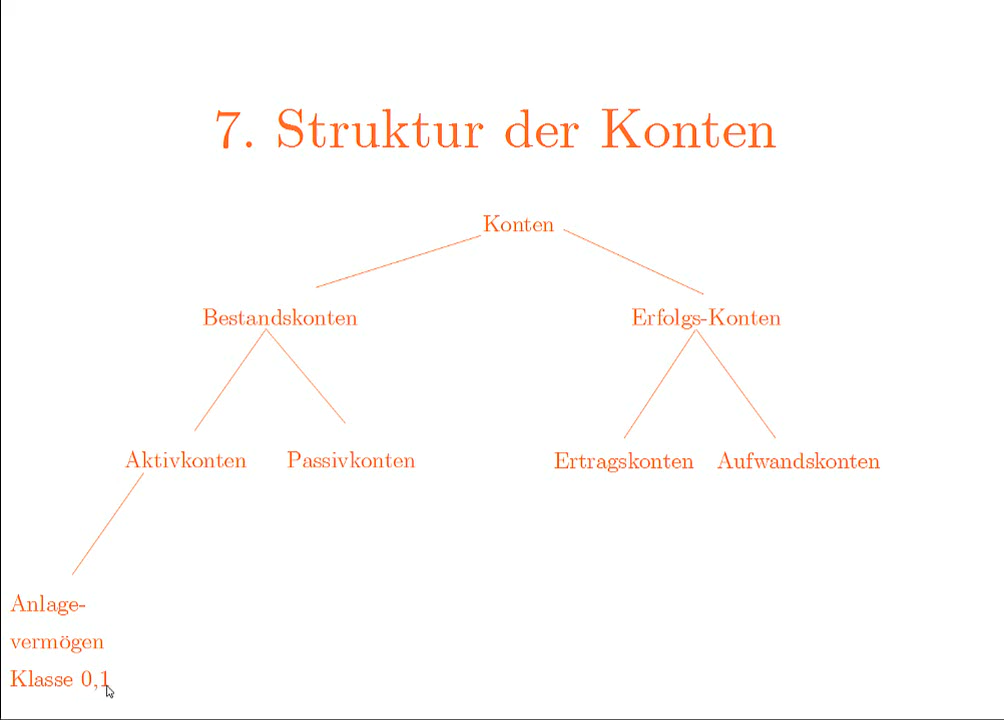 7. Struktur der Konten
Konten
Bestandskonten
Erfolgs-Konten
Aktivkonten
Passivkonten
Ertragskonten
Aufwandskonten
Anlage-
vermögen
Klasse 0,1